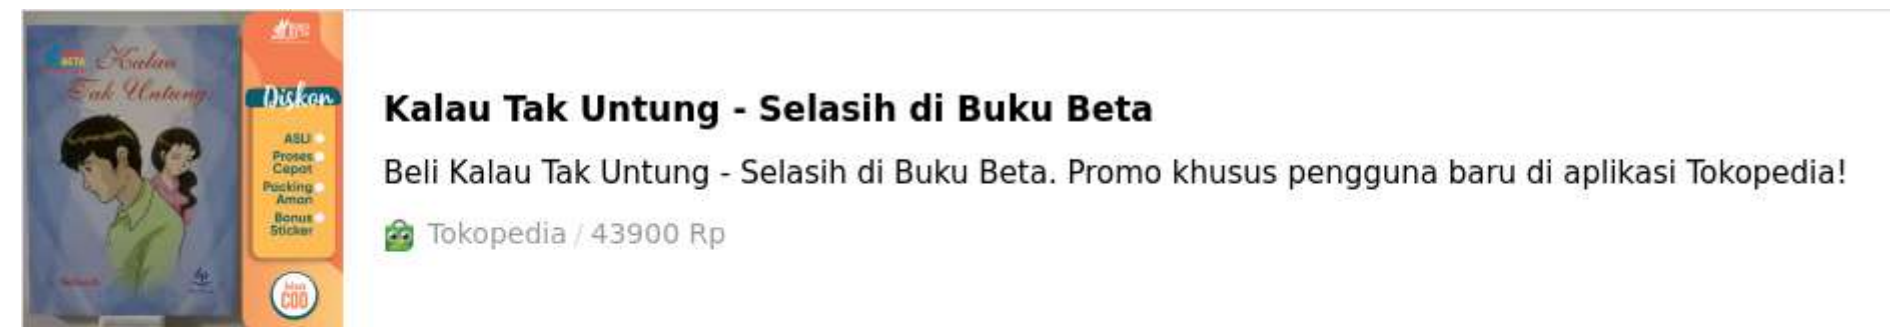 BETA
Kalau
Tak Untung
Diskon
ASLI
Proses
Cepat
Packing
Aman
Bonus
Sticker
COD
Kalau Tak Untung - Selasih di Buku Beta
Beli Kalau Tak Untung - Selasih di Buku Beta. Promo khusus pengguna baru di aplikasi Tokopedia!
Tokopedia / 43900 Rp